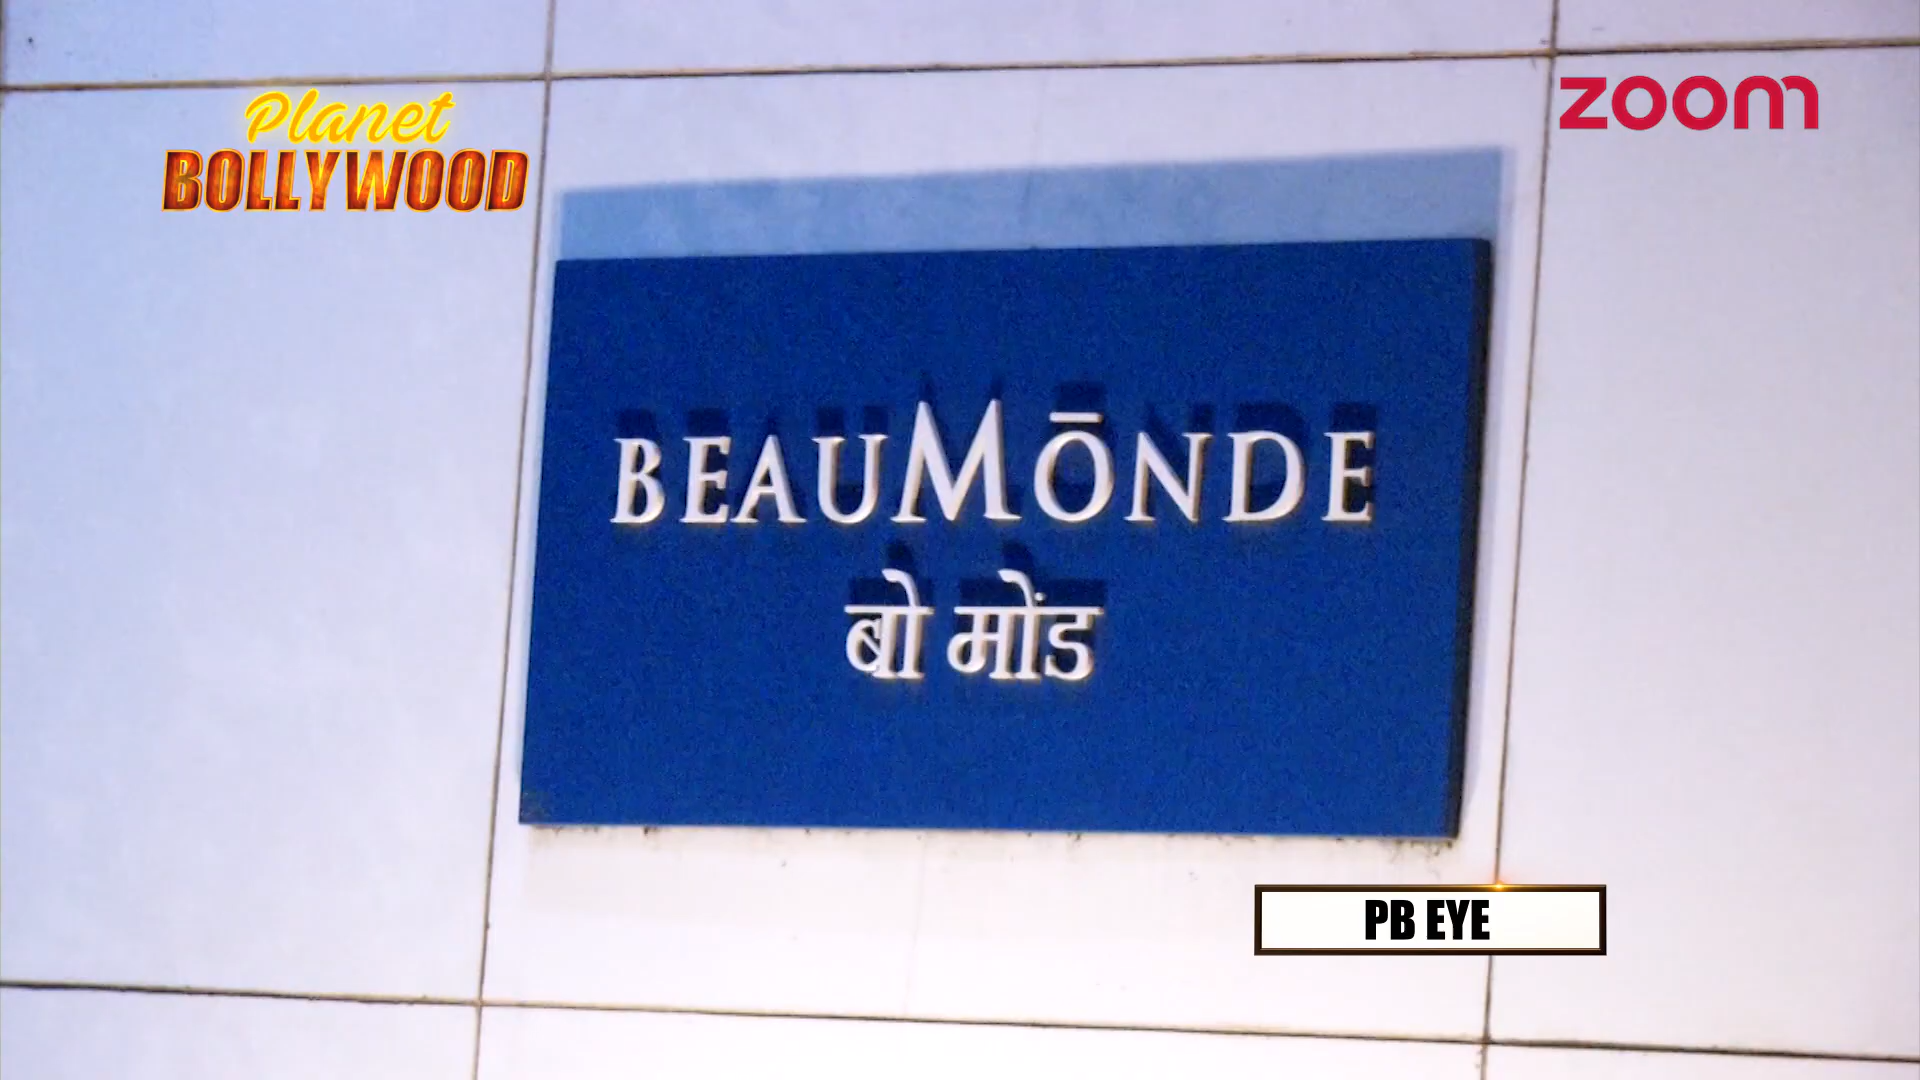 Planet
BOLLYWOOD
zoom
BEAUMŌNDE
बो मोंड
PB EYE